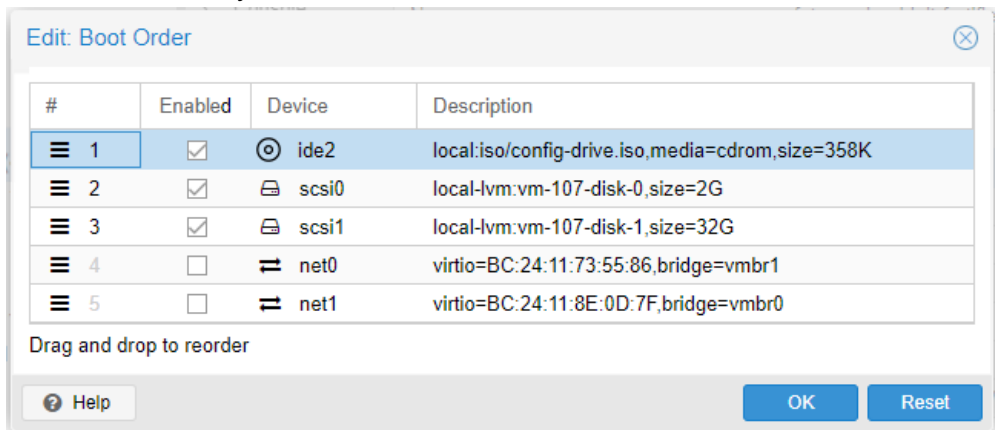 Edit: Boot Order
# Enabled Device Description
1 ide2 local:iso/config-drive.iso,media=cdrom,size=358K
2 scsi0 local-lvm:vm-107-disk-0,size=2G
3 scsi1 local-lvm:vm-107-disk-1,size=32G
4 net0 virtio=BC:24:11:73:55:86,bridge=vmbr1
5 net1 virtio=BC:24:11:8E:0D:7F,bridge=vmbr0
Drag and drop to reorder
Help OK Reset